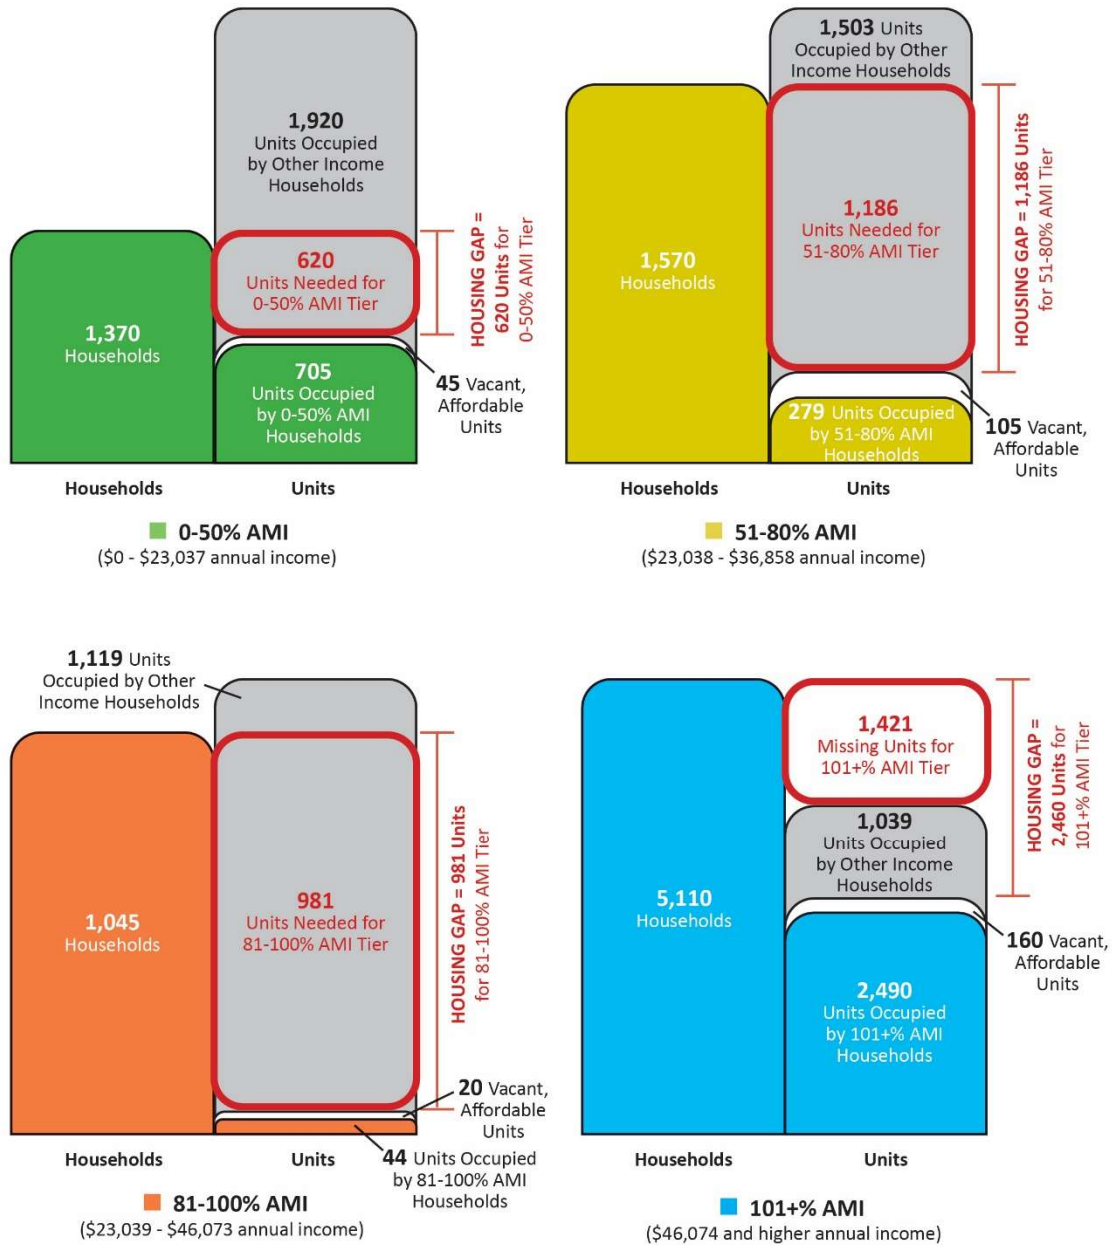 1,920
Units Occupied
by Other Income
Households
620
Units Needed for
0-50% AMI Tier
HOUSING GAP =
620 Units for
0-50% AMI Tier
1,370
Households
705
Units Occupied
by 0-50% AMI
Households
45 Vacant,
Affordable
Units
Households
Units
0-50% AMI
($0 - $23,037 annual income)
1,503 Units
Occupied by Other
Income Households
1,186
Units Needed for
51-80% AMI Tier
HOUSING GAP = 1,186 Units
for 51-80% AMI Tier
1,570
Households
279 Units Occupied
by 51-80% AMI
Households
105 Vacant,
Affordable
Units
Households
Units
51-80% AMI
($23,038 - $36,858 annual income)
1,119 Units
Occupied by Other
Income Households
981
Units Needed for
81-100% AMI Tier
HOUSING GAP = 981 Units
for 81-100% AMI Tier
1,045
Households
20 Vacant,
Affordable
Units
44 Units Occupied
by 81-100% AMI
Households
Households
Units
81-100% AMI
($23,039 - $46,073 annual income)
1,421
Missing Units for
101+% AMI Tier
HOUSING GAP =
2,460 Units for
101+% AMI Tier
1,039
Units Occupied
by Other Income
Households
5,110
Households
160 Vacant,
Affordable
Units
2,490
Units Occupied
by 101+% AMI
Households
Households
Units
101+% AMI
($46,074 and higher annual income)